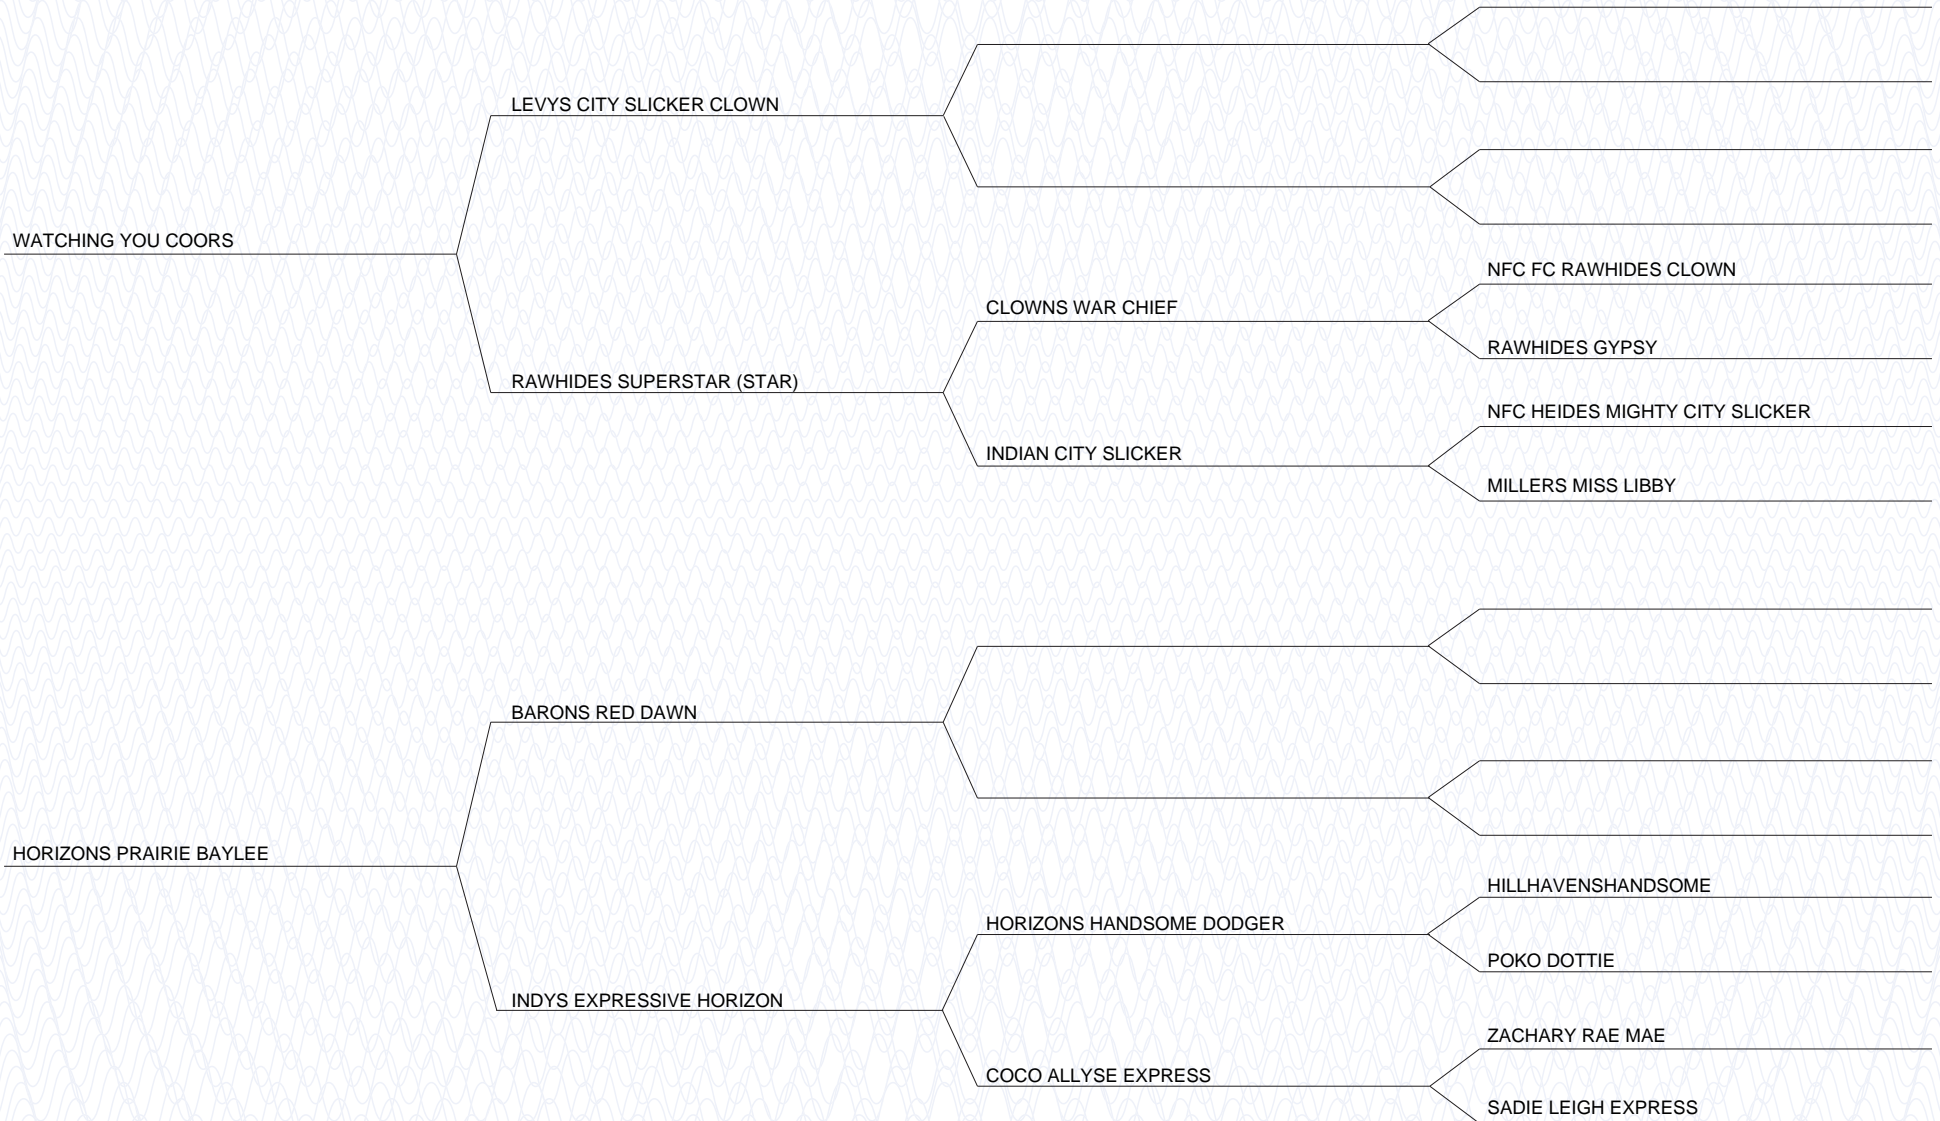 LEVYS CITY SLICKER CLOWN
WATCHING YOU COORS
NFC FC RAWHIDES CLOWN
CLOWNS WAR CHIEF
RAWHIDES GYPSY
RAWHIDES SUPERSTAR (STAR)
NFC HEIDES MIGHTY CITY SLICKER
INDIAN CITY SLICKER
MILLERS MISS LIBBY
BARONS RED DAWN
HORIZONS PRAIRIE BAYLEE
HILLHAVENSHANDSOME
HORIZONS HANDSOME DODGER
POKO DOTTIE
INDYS EXPRESSIVE HORIZON
ZACHARY RAE MAE
COCO ALLYSE EXPRESS
SADIE LEIGH EXPRESS